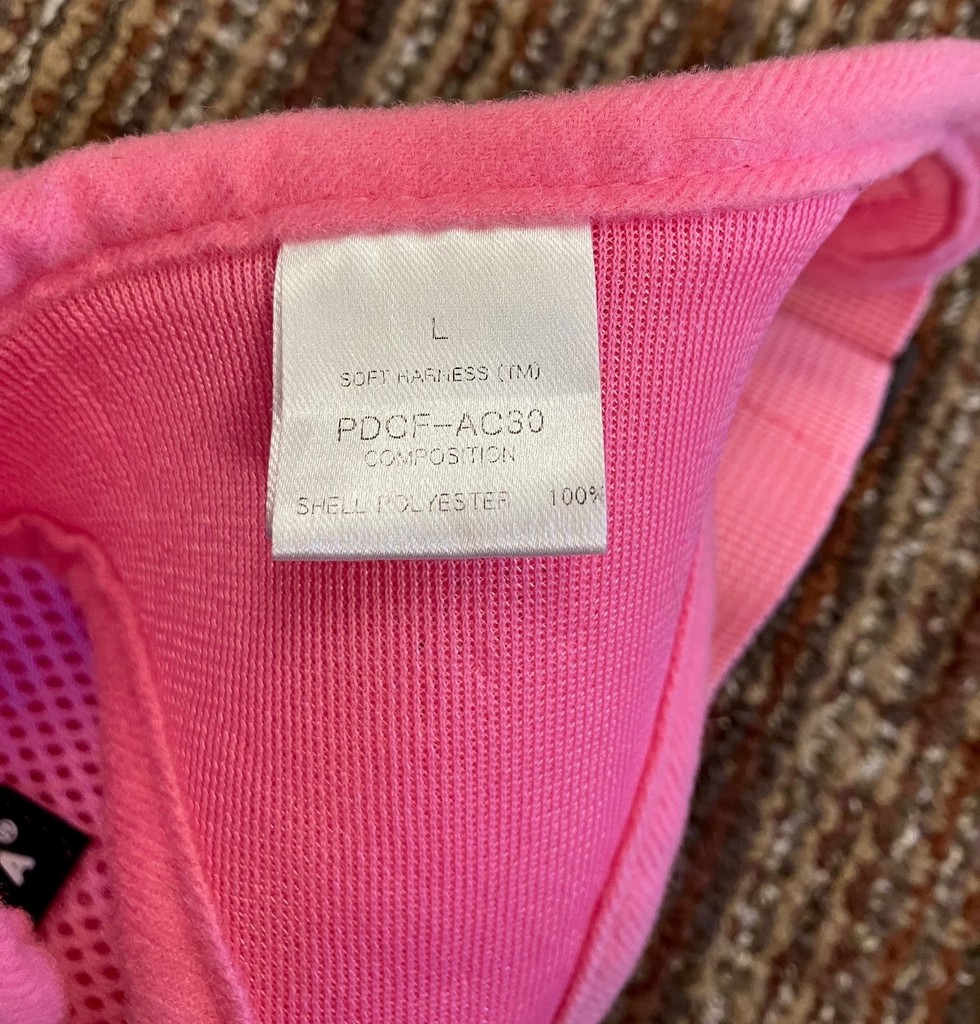 L
SOFT HARNESS (TM)
PDCF-AC30
COMPOSITION
SHELL POLYESTER 100%
® A